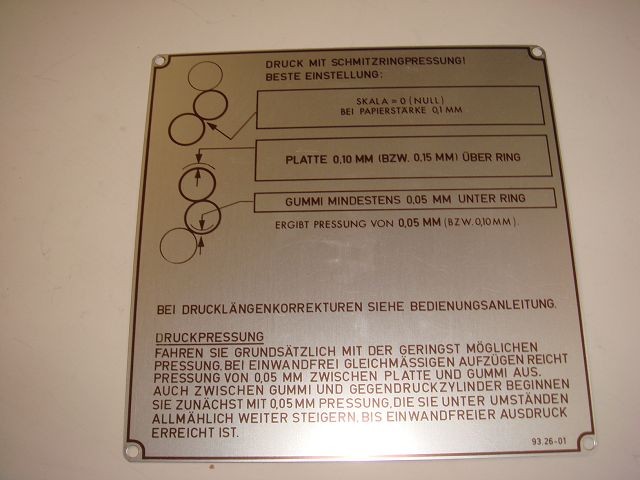 DRUCK MIT SCHMITZRINGPRESSUNG!
BESTE EINSTELLUNG:
SKALA = 0 (NULL)
BEI PAPIERSTÄRKE 0,1 MM
PLATTE 0,10 MM (BZW. 0,15 MM) ÜBER RING
GUMMI MINDESTENS 0,05 MM UNTER RING
ERGIBT PRESSUNG VON 0,05 MM (BZW. 0,10 MM).
BEI DRUCKLÄNGENKORREKTUREN SIEHE BEDIENUNGSANLEITUNG.
DRUCKPRESSUNG
FAHREN SIE GRUNDSÄTZLICH MIT DER GERINGST MÖGLICHEN
PRESSUNG. BEI EINWANDFREI GLEICHMÄSSIGEN AUFZÜGEN REICHT
PRESSUNG VON 0,05 MM ZWISCHEN PLATTE UND GUMMI AUS.
AUCH ZWISCHEN GUMMI UND GEGENDRUCKZYLINDER BEGINNEN
SIE ZUNÄCHST MIT 0,05 MM PRESSUNG, DIE SIE UNTER UMSTÄNDEN
ALLMÄHLICH WEITER STEIGERN, BIS EINWANDFREIER AUSDRUCK
ERREICHT IST.
93.26-01